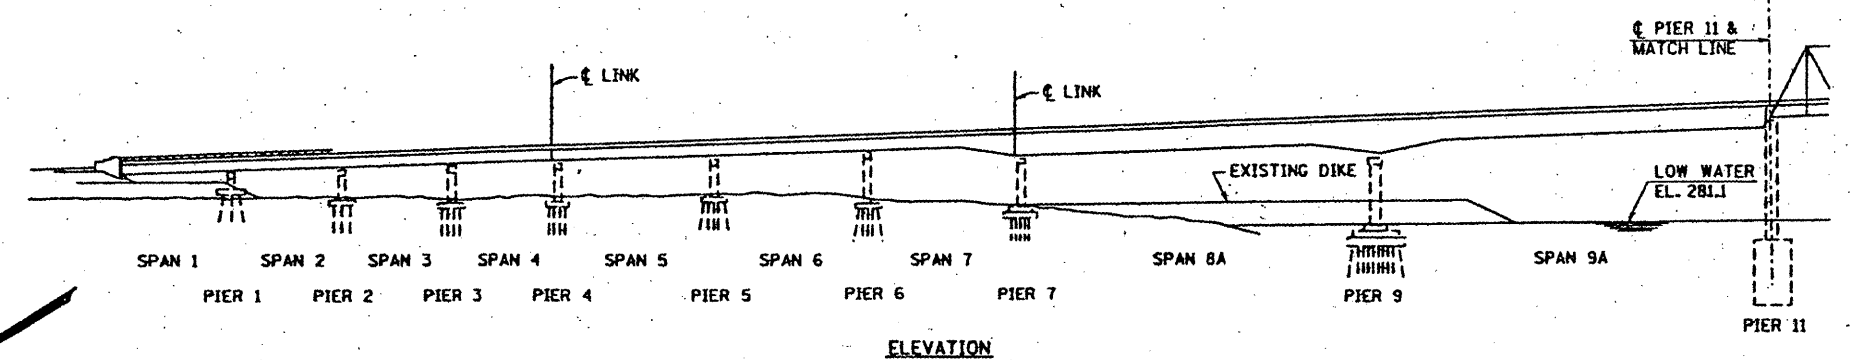 ℄ PIER 11 &
MATCH LINE
℄ LINK
℄ LINK
EXISTING DIKE
LOW WATER
EL. 281.1
SPAN 1
SPAN 2
SPAN 3
SPAN 4
SPAN 5
SPAN 6
SPAN 7
SPAN 8A
SPAN 9A
PIER 1
PIER 2
PIER 3
PIER 4
PIER 5
PIER 6
PIER 7
PIER 9
PIER 11
ELEVATION